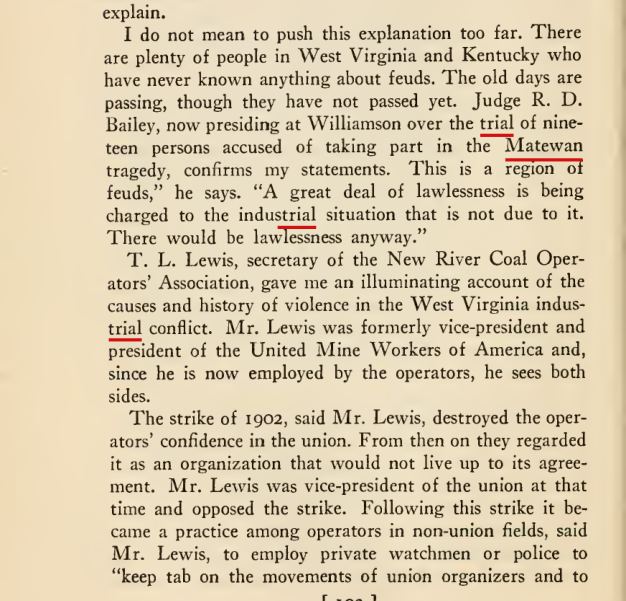 explain.
I do not mean to push this explanation too far. There
are plenty of people in West Virginia and Kentucky who
have never known anything about feuds. The old days are
passing, though they have not passed yet. Judge R. D.
Bailey, now presiding at Williamson over the trial of nine-
teen persons accused of taking part in the Matewan
tragedy, confirms my statements. This is a region of
feuds,” he says. “A great deal of lawlessness is being
charged to the industrial situation that is not due to it.
There would be lawlessness anyway.”
T. L. Lewis, secretary of the New River Coal Oper-
ators’ Association, gave me an illuminating account of the
causes and history of violence in the West Virginia indus-
trial conflict. Mr. Lewis was formerly vice-president and
president of the United Mine Workers of America and,
since he is now employed by the operators, he sees both
sides.
The strike of 1902, said Mr. Lewis, destroyed the oper-
ators’ confidence in the union. From then on they regarded
it as an organization that would not live up to its agree-
ment. Mr. Lewis was vice-president of the union at that
time and opposed the strike. Following this strike it be-
came a practice among operators in non-union fields, said
Mr. Lewis, to employ private watchmen or police to
“keep tab on the movements of union organizers and to